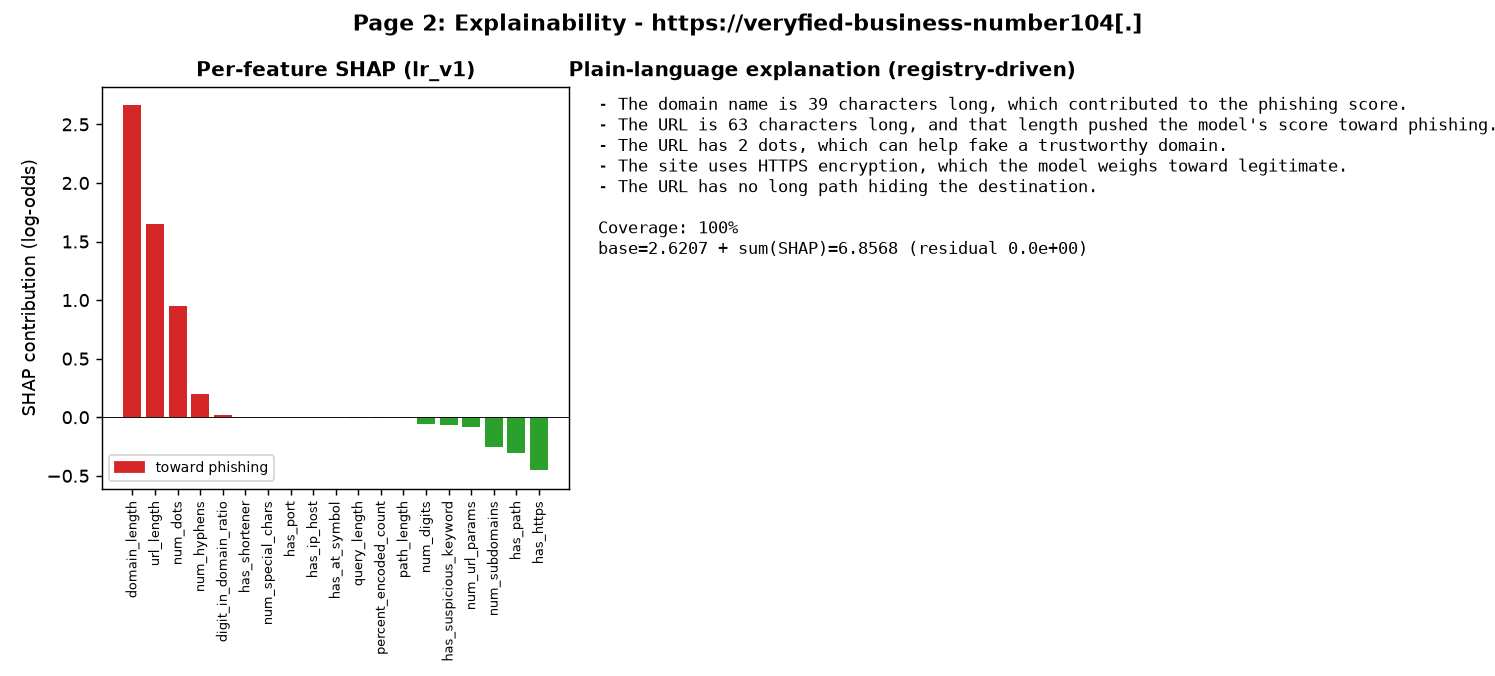 Page 2: Explainability - https://veryfied-business-number104[.]
Per-feature SHAP (lr_v1)
SHAP contribution (log-odds)
2.5
2.0
1.5
1.0
0.5
0.0
−0.5
toward phishing
domain_length
url_length
num_dots
num_hyphens
digit_in_domain_ratio
has_shortener
num_special_chars
has_port
has_ip_host
has_at_symbol
query_length
percent_encoded_count
path_length
num_digits
has_suspicious_keyword
num_url_params
num_subdomains
has_path
has_https
Plain-language explanation (registry-driven)
- The domain name is 39 characters long, which contributed to the phishing score.
- The URL is 63 characters long, and that length pushed the model's score toward phishing.
- The URL has 2 dots, which can help fake a trustworthy domain.
- The site uses HTTPS encryption, which the model weighs toward legitimate.
- The URL has no long path hiding the destination.
Coverage: 100%
base=2.6207 + sum(SHAP)=6.8568 (residual 0.0e+00)